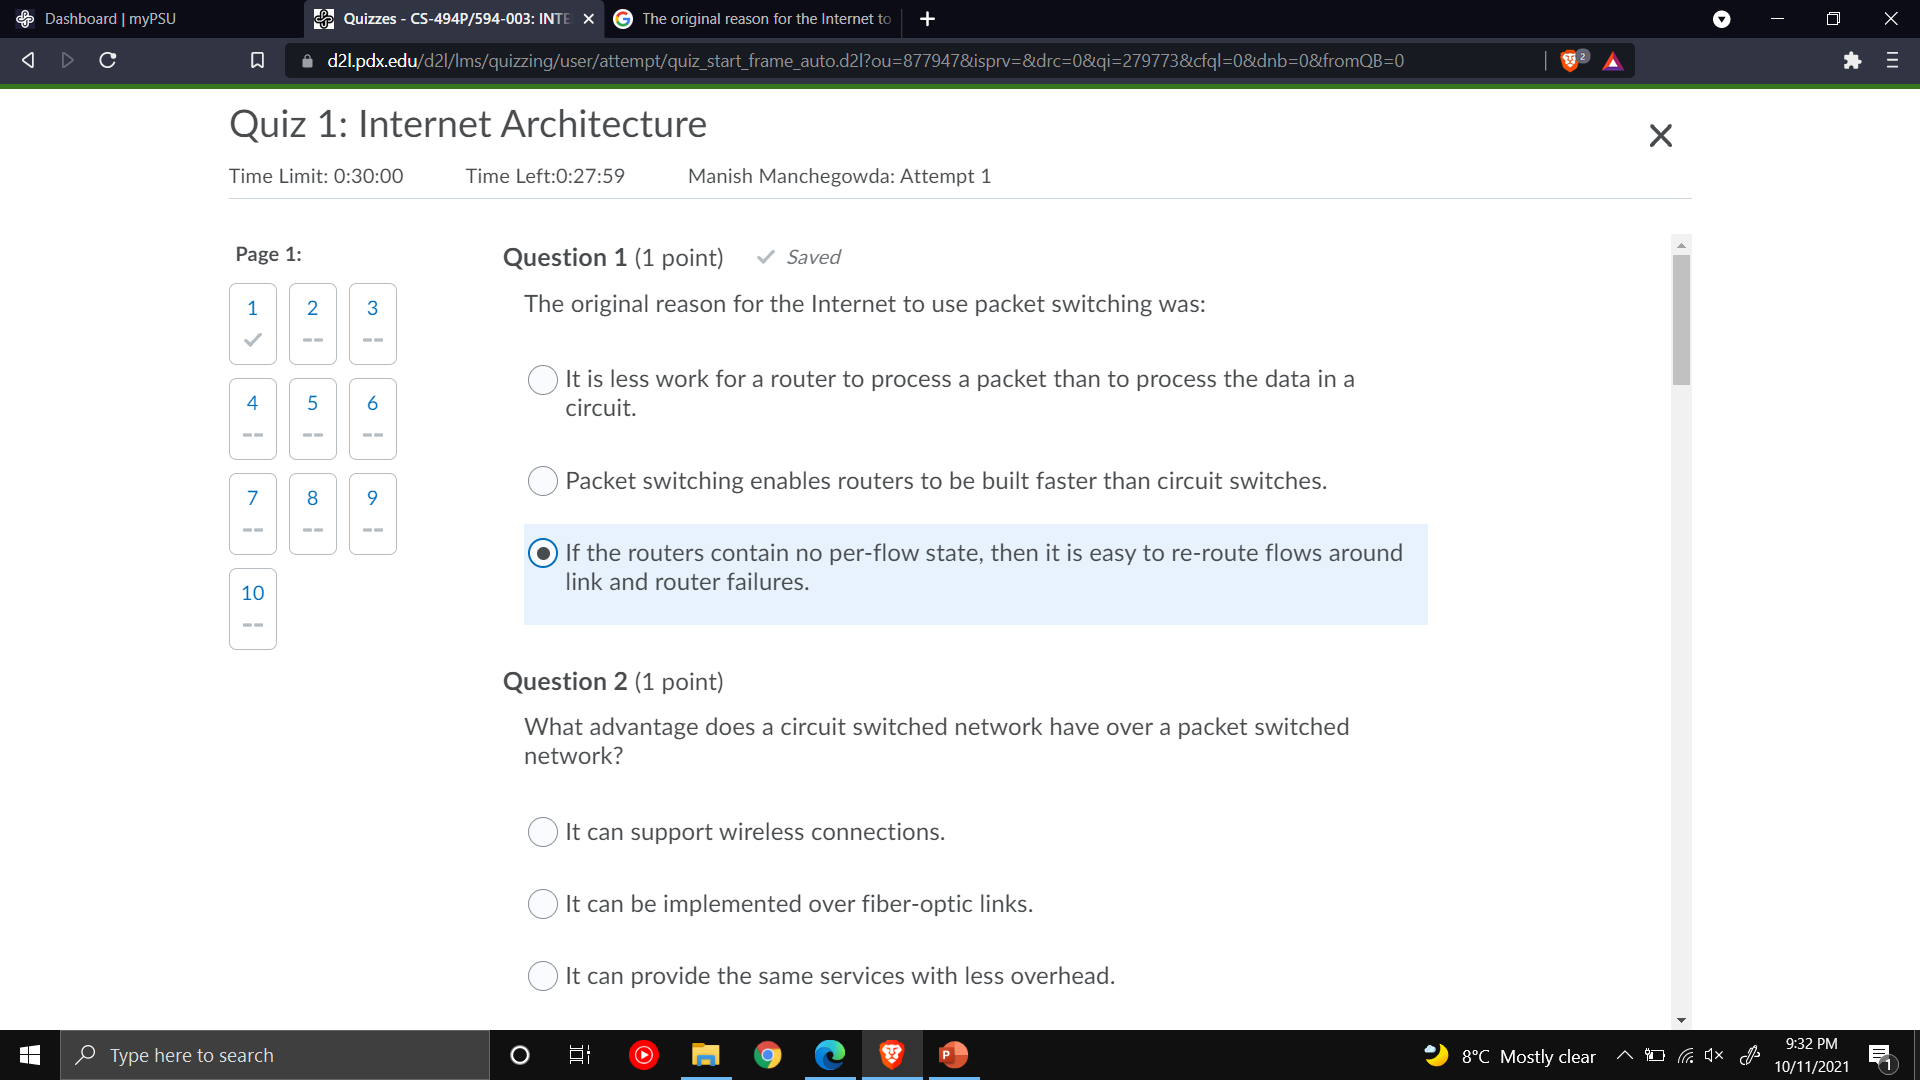 Dashboard | myPSU
Quizzes - CS-494P/594-003: INTE
The original reason for the Internet to
d2l.pdx.edu/d2l/lms/quizzing/user/attempt/quiz_start_frame_auto.d2l?ou=877947&isprv=&drc=0&qi=279773&cfql=0&dnb=0&fromQB=0
2
Quiz 1: Internet Architecture
Time Limit: 0:30:00
Time Left:0:27:59
Manish Manchegowda: Attempt 1
Page 1:
1
2
3
--
--
4
5
6
--
--
--
7
8
9
--
--
--
10
--
Question 1 (1 point)
Saved
The original reason for the Internet to use packet switching was:
It is less work for a router to process a packet than to process the data in a
circuit.
Packet switching enables routers to be built faster than circuit switches.
If the routers contain no per-flow state, then it is easy to re-route flows around
link and router failures.
Question 2 (1 point)
What advantage does a circuit switched network have over a packet switched
network?
It can support wireless connections.
It can be implemented over fiber-optic links.
It can provide the same services with less overhead.
Type here to search
P
8°C Mostly clear
9:32 PM
10/11/2021
1